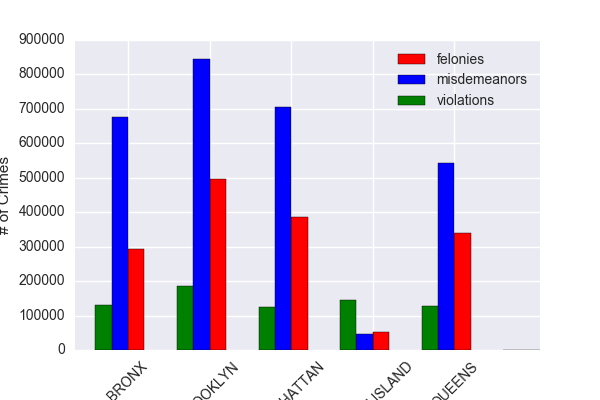 900000
800000
700000
600000
500000
400000
300000
200000
100000
0
# of Crimes
felonies
misdemeanors
violations
BRONX
OOKLYN
HATTAN
ISLAND
QUEENS